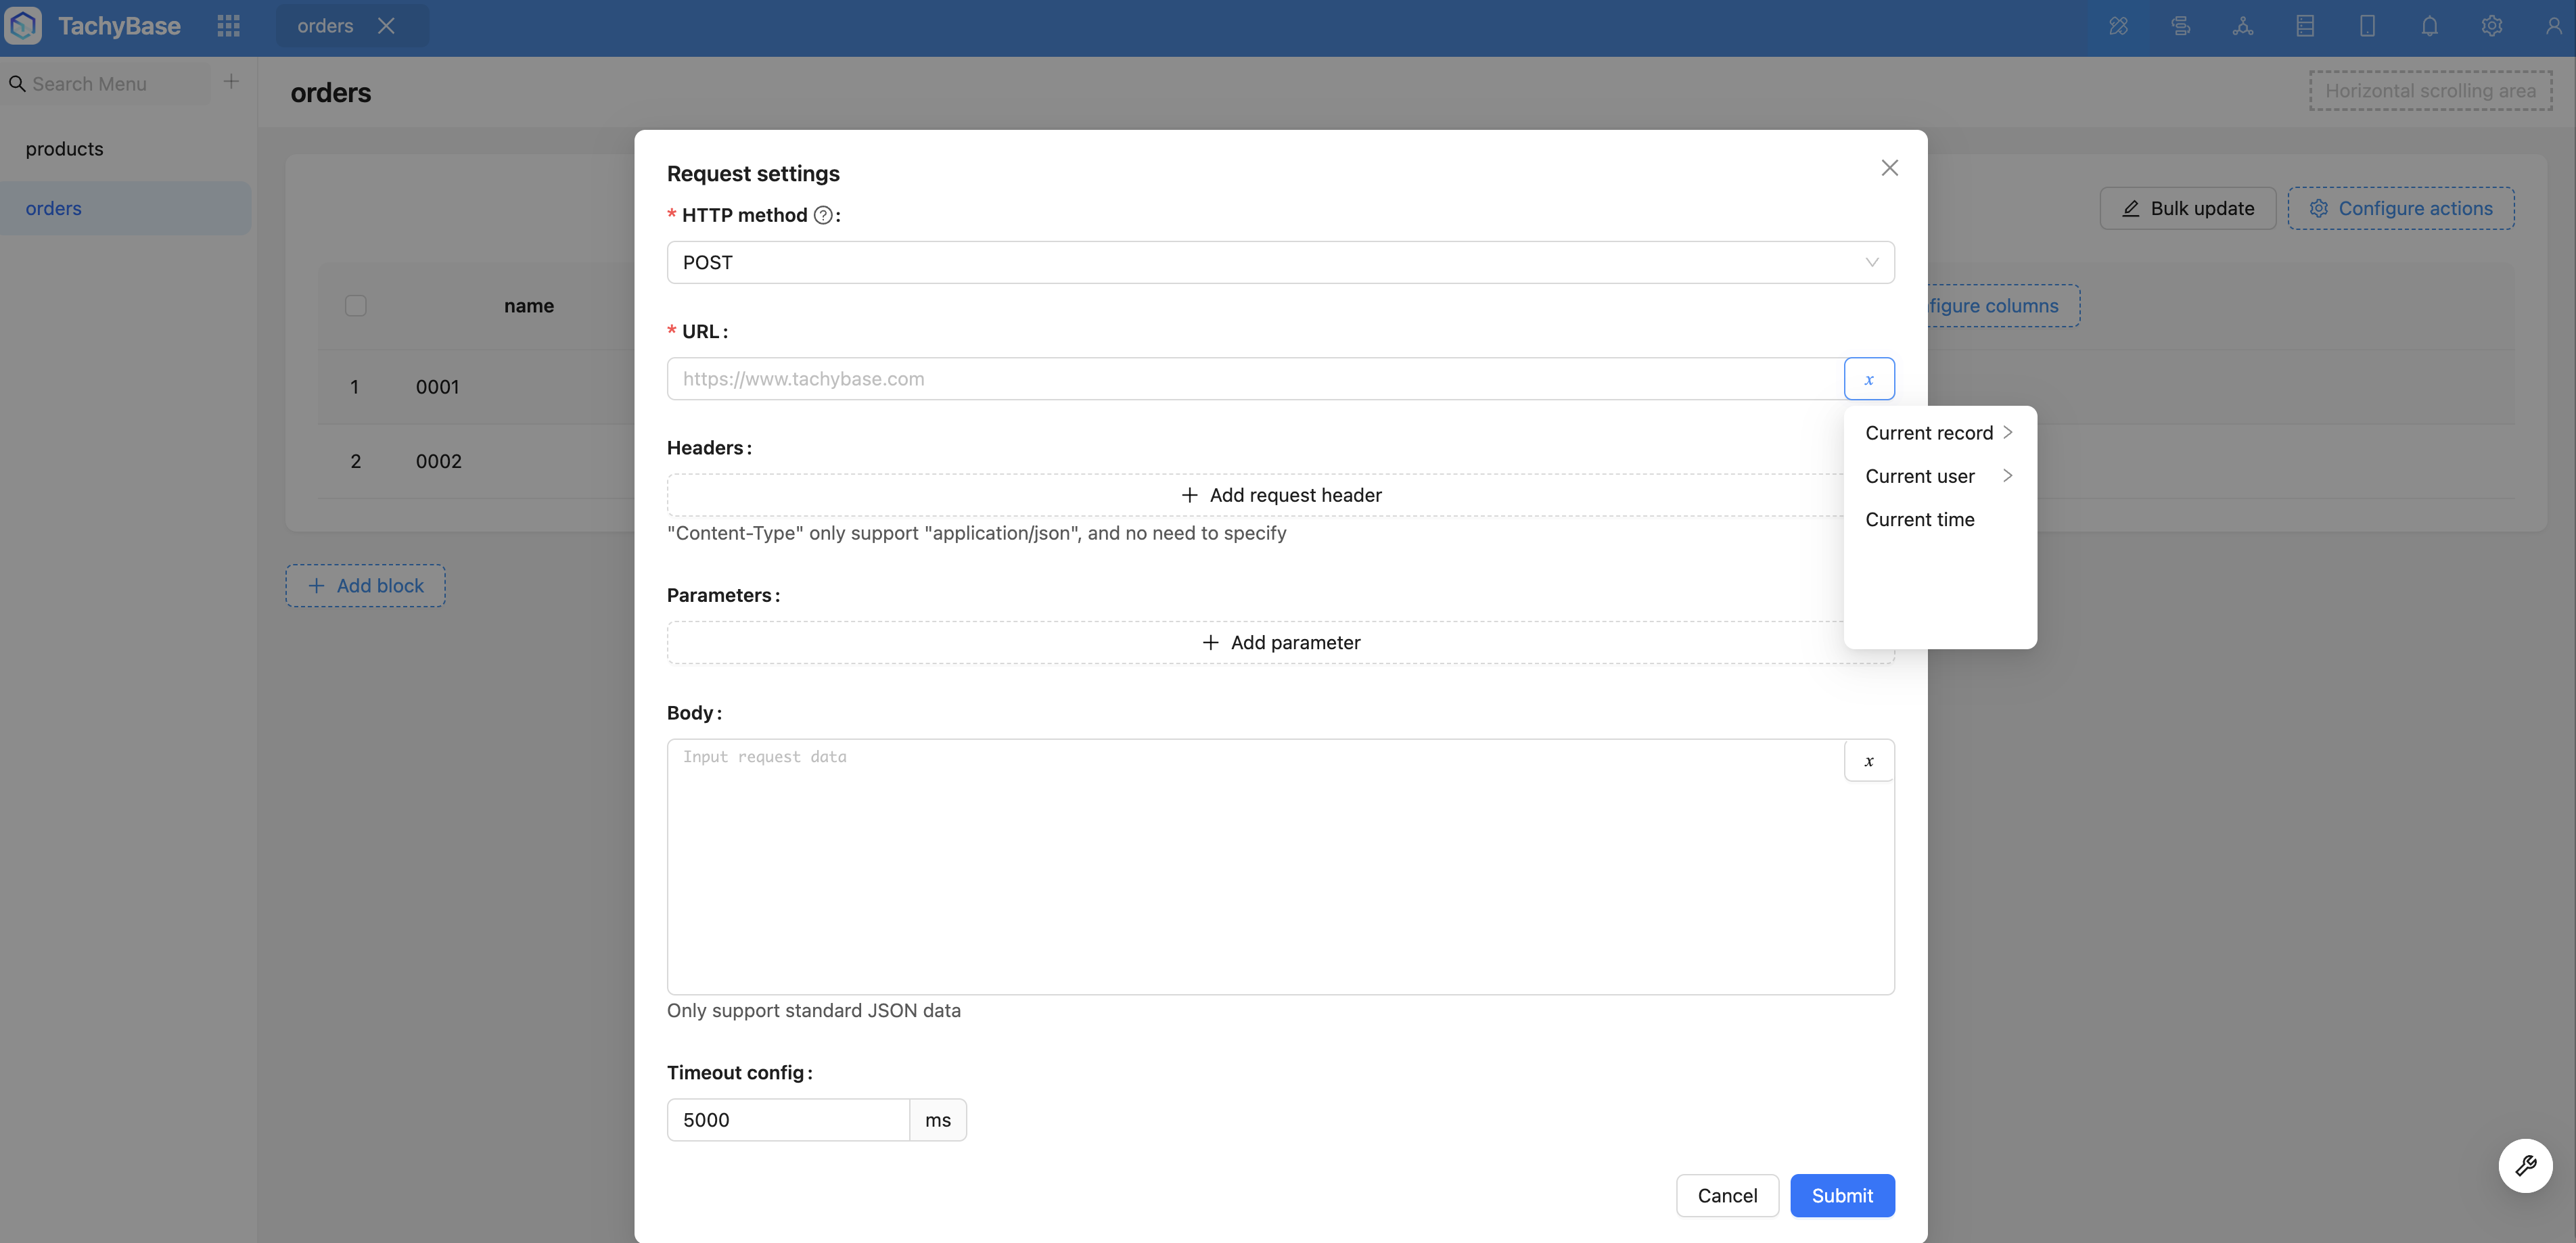 TachyBase
orders
Search Menu
orders
Horizontal scrolling area
products
orders
Bulk update
Configure actions
name
figure columns
1
0001
2
0002
Add block
Request settings
* HTTP method ? :
POST
* URL :
https://www.tachybase.com
x
Current record
Current user
Current time
Headers :
Add request header
"Content-Type" only support "application/json", and no need to specify
Parameters :
Add parameter
Body :
Input request data
x
Only support standard JSON data
Timeout config :
5000
ms
Cancel
Submit